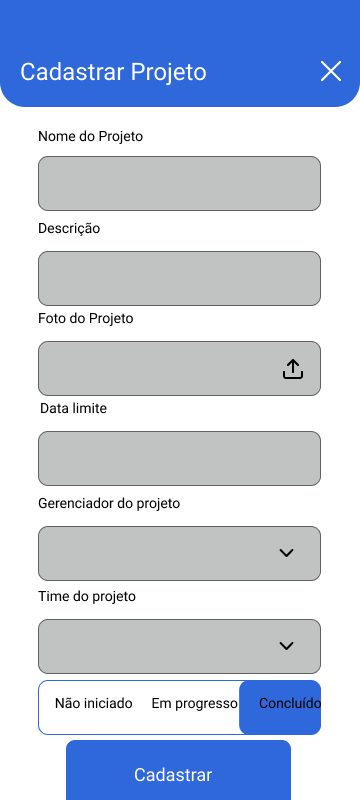 Cadastrar Projeto
Nome do Projeto
Descrição
Foto do Projeto
Data limite
Gerenciador do projeto
Time do projeto
Não iniciado Em progresso Concluído
Cadastrar